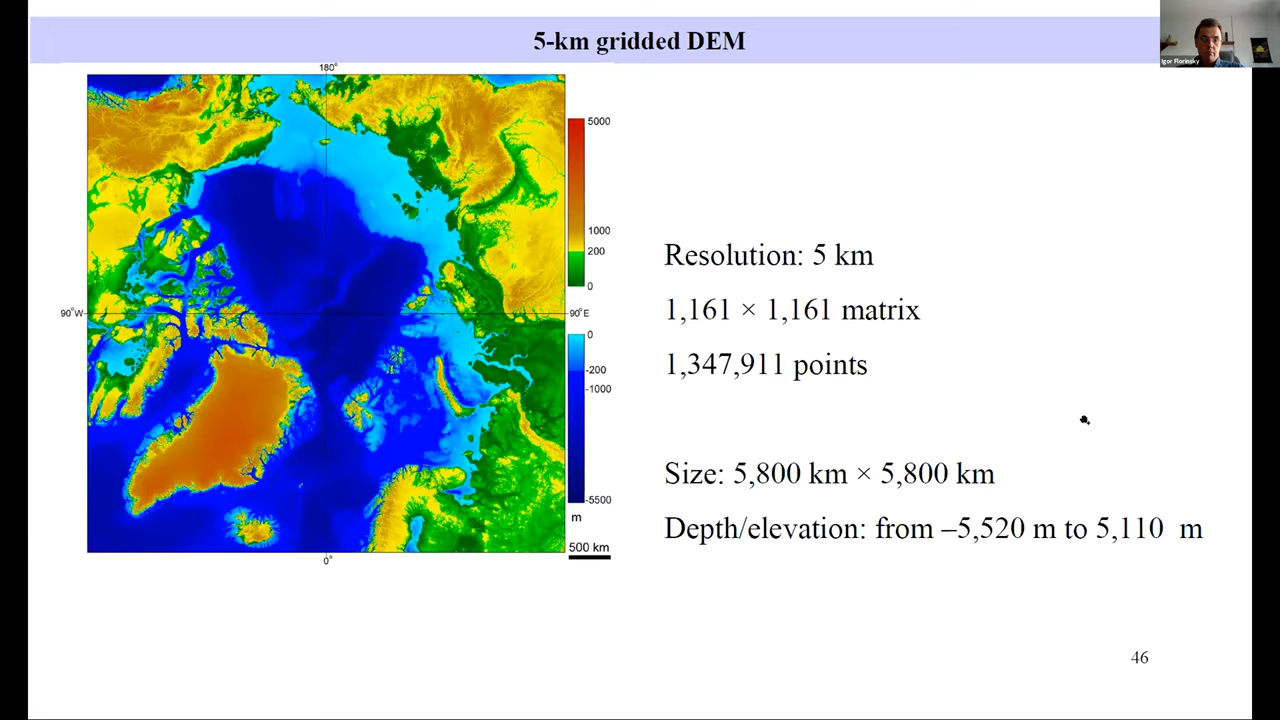 5-km gridded DEM
Igor Florinsky
180°
5000
1000
200
0
90°W
90°E
0
-200
-1000
-5500
m
500 km
0°
Resolution: 5 km
1,161 × 1,161 matrix
1,347,911 points
Size: 5,800 km × 5,800 km
Depth/elevation: from –5,520 m to 5,110 m
46